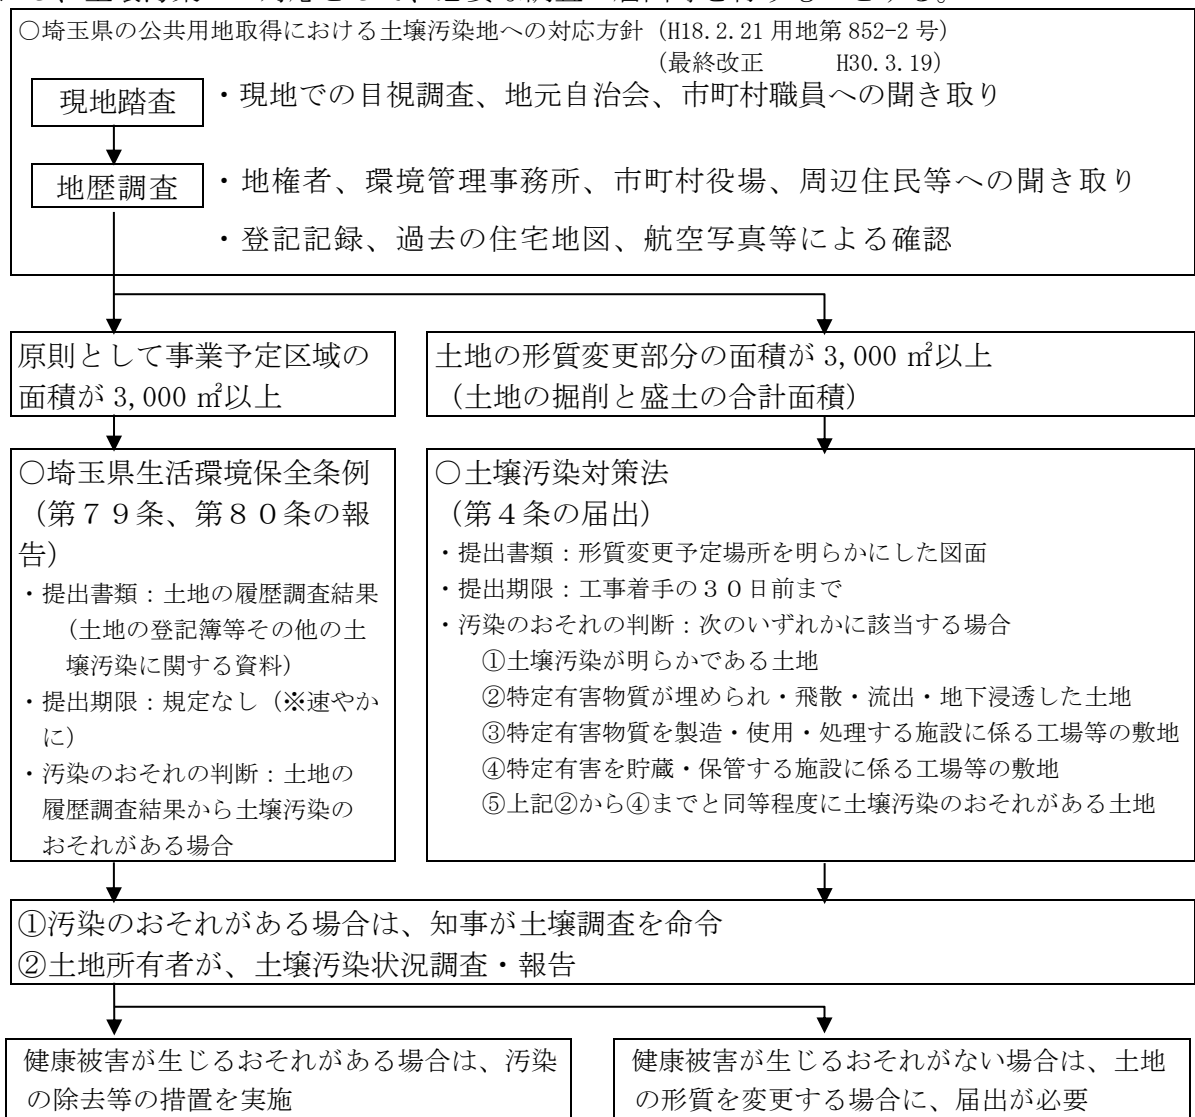 ○埼玉県の公共用地取得における土壌汚染地への対応方針 (H18.2.21 用地第 852-2 号)
(最終改正 H30.3.19)
現地踏査
・現地での目視調査、地元自治会、市町村職員への聞き取り
地歴調査
・地権者、環境管理事務所、市町村役場、周辺住民等への聞き取り
・登記記録、過去の住宅地図、航空写真等による確認
原則として事業予定区域の
面積が 3,000 ㎡以上
土地の形質変更部分の面積が 3,000 ㎡以上
（土地の掘削と盛土の合計面積）
○埼玉県生活環境保全条例
（第７９条、第８０条の報
告）
・提出書類：土地の履歴調査結果
（土地の登記簿等その他の土
壌汚染に関する資料）
・提出期限：規定なし（※速やか
に）
・汚染のおそれの判断：土地の
履歴調査結果から土壌汚染の
おそれがある場合
○土壌汚染対策法
（第４条の届出）
・提出書類：形質変更予定場所を明らかにした図面
・提出期限：工事着手の３０日前まで
・汚染のおそれの判断：次のいずれかに該当する場合
①土壌汚染が明らかである土地
②特定有害物質が埋められ・飛散・流出・地下浸透した土地
③特定有害物質を製造・使用・処理する施設に係る工場等の敷地
④特定有害を貯蔵・保管する施設に係る工場等の敷地
⑤上記②から④までと同等程度に土壌汚染のおそれがある土地
①汚染のおそれがある場合は、知事が土壌調査を命令
②土地所有者が、土壌汚染状況調査・報告
健康被害が生じるおそれがある場合は、汚染
の除去等の措置を実施
健康被害が生じるおそれがない場合は、土地
の形質を変更する場合に、届出が必要